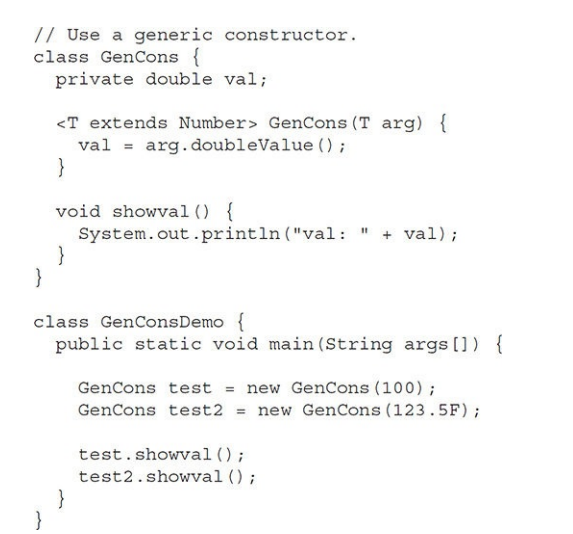 // Use a generic constructor.
class GenCons {
  private double val;

  <T extends Number> GenCons(T arg) {
    val = arg.doubleValue();
  }

  void showval() {
    System.out.println("val: " + val);
  }
}

class GenConsDemo {
  public static void main(String args[]) {

    GenCons test = new GenCons(100);
    GenCons test2 = new GenCons(123.5F);

    test.showval();
    test2.showval();
  }
}